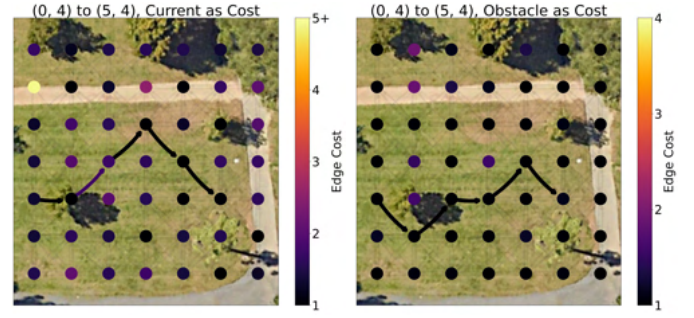 (0, 4) to (5, 4), Current as Cost
(0, 4) to (5, 4), Obstacle as Cost
5+
4
3
2
1
Edge Cost
4
3
2
1
Edge Cost